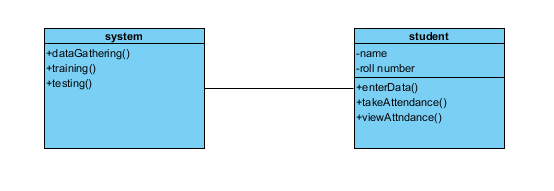 system
+dataGathering()
+training()
+testing()
student
-name
-roll number
+enterData()
+takeAttendance()
+viewAttndance()